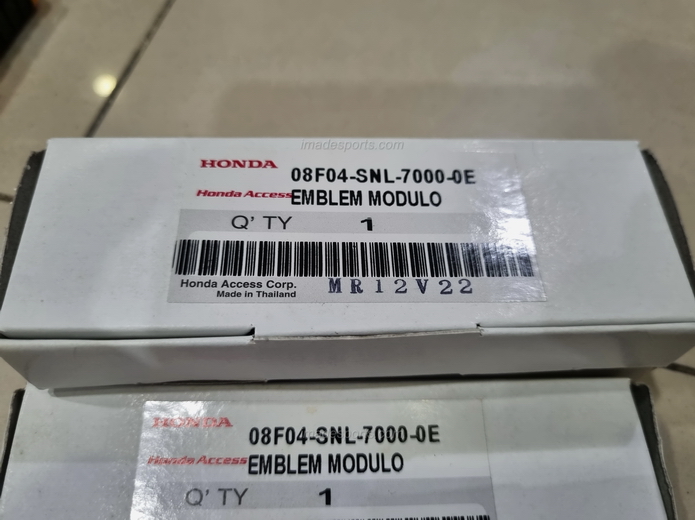 imadesports.com
HONDA
08F04-SNL-7000-0E
Honda Access EMBLEM MODULO
Q' TY 1
Honda Access Corp.
Made in Thailand
MR12V22
HONDA
08F04-SNL-7000-0E
Honda Access EMBLEM MODULO
Q' TY 1